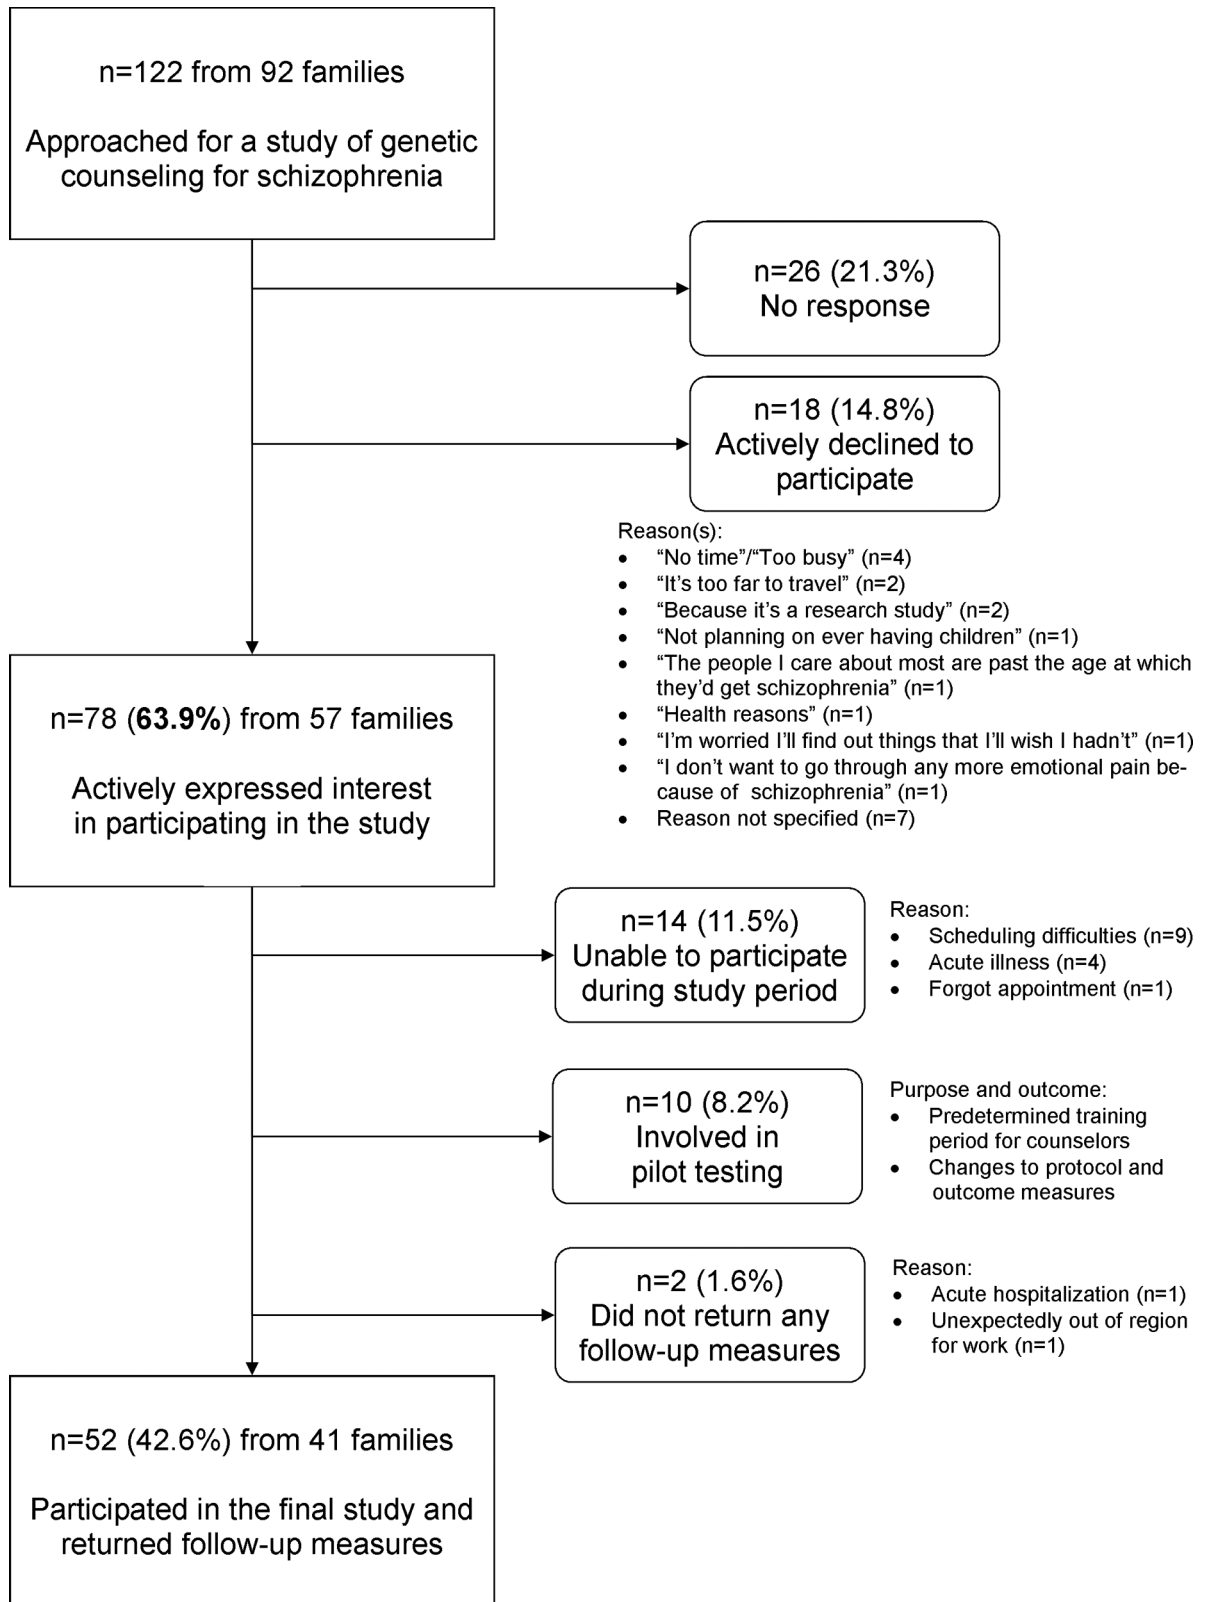 n=122 from 92 families
Approached for a study of genetic
counseling for schizophrenia
n=26 (21.3%)
No response
n=18 (14.8%)
Actively declined to
participate
Reason(s):
• “No time”/“Too busy” (n=4)
• “It’s too far to travel” (n=2)
• “Because it’s a research study” (n=2)
• “Not planning on ever having children” (n=1)
• “The people I care about most are past the age at which
they’d get schizophrenia” (n=1)
• “Health reasons” (n=1)
• “I’m worried I’ll find out things that I’ll wish I hadn’t” (n=1)
• “I don’t want to go through any more emotional pain be-
cause of schizophrenia” (n=1)
• Reason not specified (n=7)
n=78 (63.9%) from 57 families
Actively expressed interest
in participating in the study
n=14 (11.5%)
Unable to participate
during study period
Reason:
• Scheduling difficulties (n=9)
• Acute illness (n=4)
• Forgot appointment (n=1)
n=10 (8.2%)
Involved in
pilot testing
Purpose and outcome:
• Predetermined training
period for counselors
• Changes to protocol and
outcome measures
n=2 (1.6%)
Did not return any
follow-up measures
Reason:
• Acute hospitalization (n=1)
• Unexpectedly out of region
for work (n=1)
n=52 (42.6%) from 41 families
Participated in the final study and
returned follow-up measures